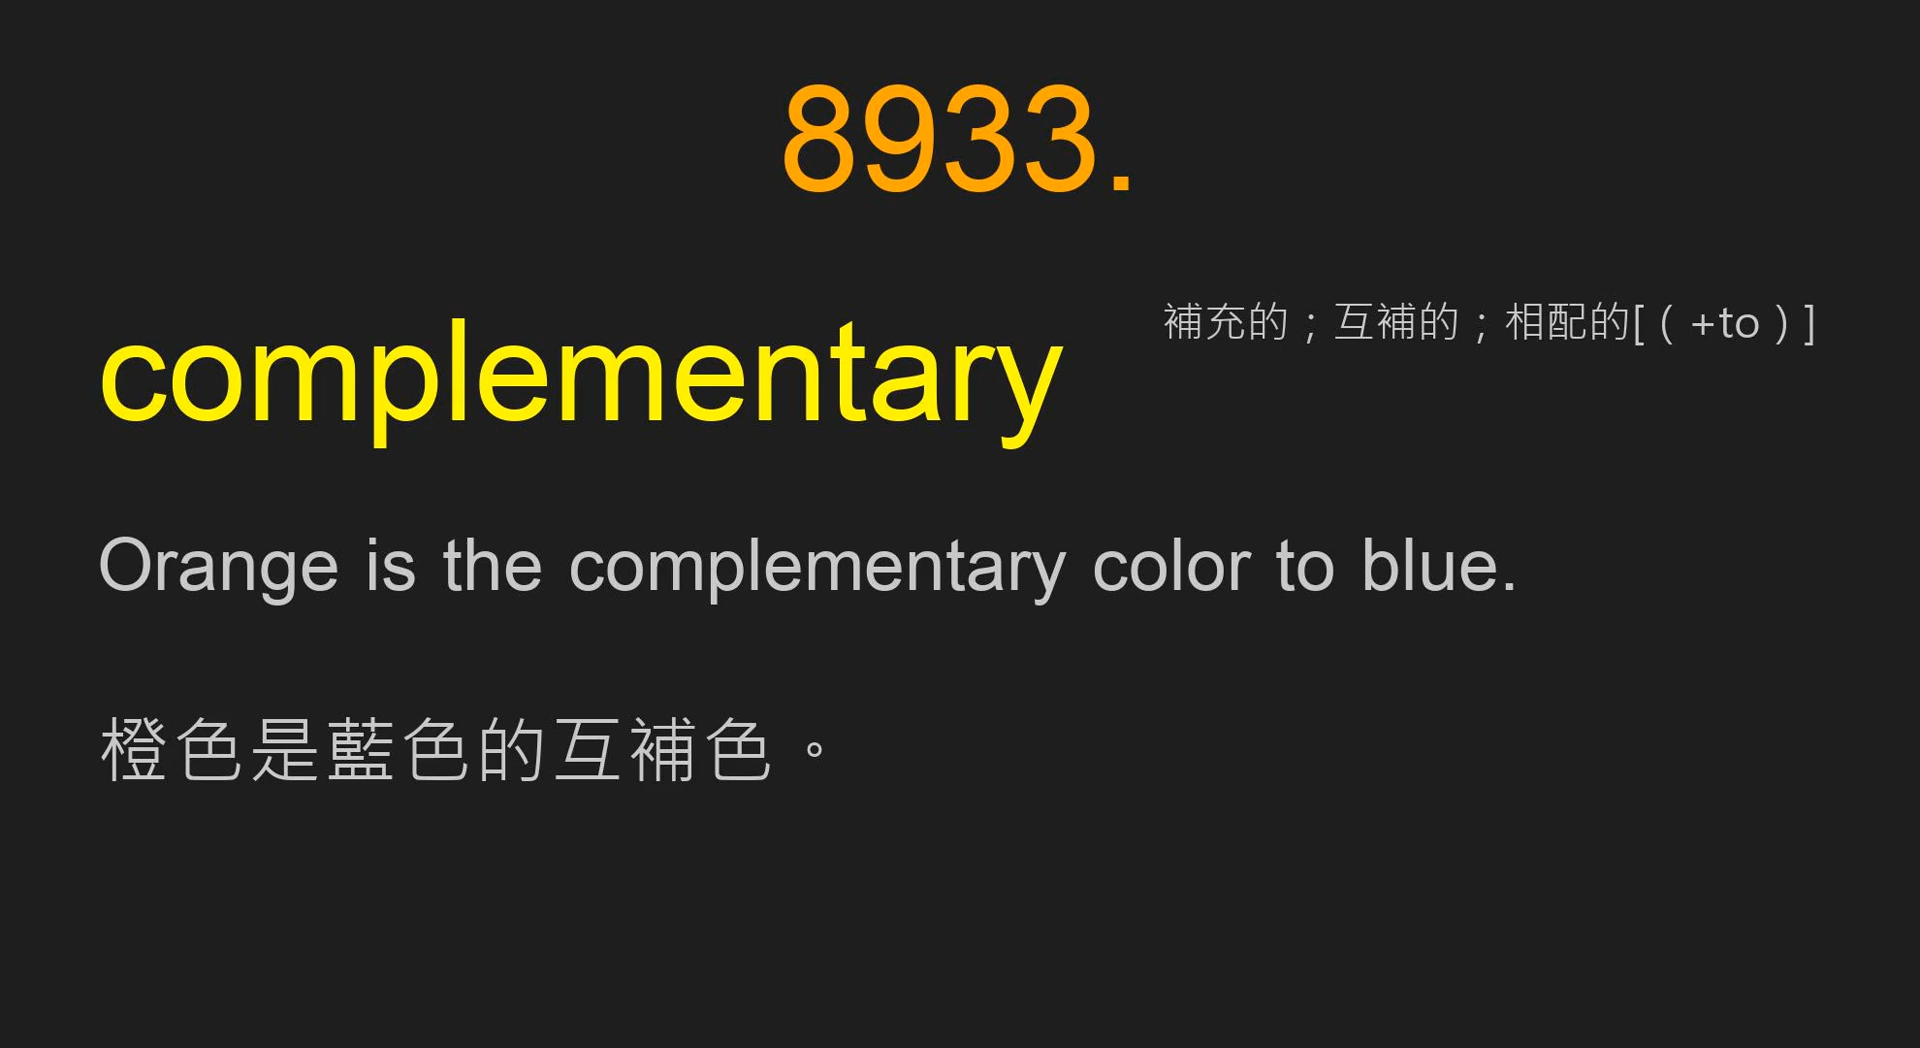 8933.
complementary
補充的；互補的；相配的[（+to）]
Orange is the complementary color to blue.
橙色是藍色的互補色。